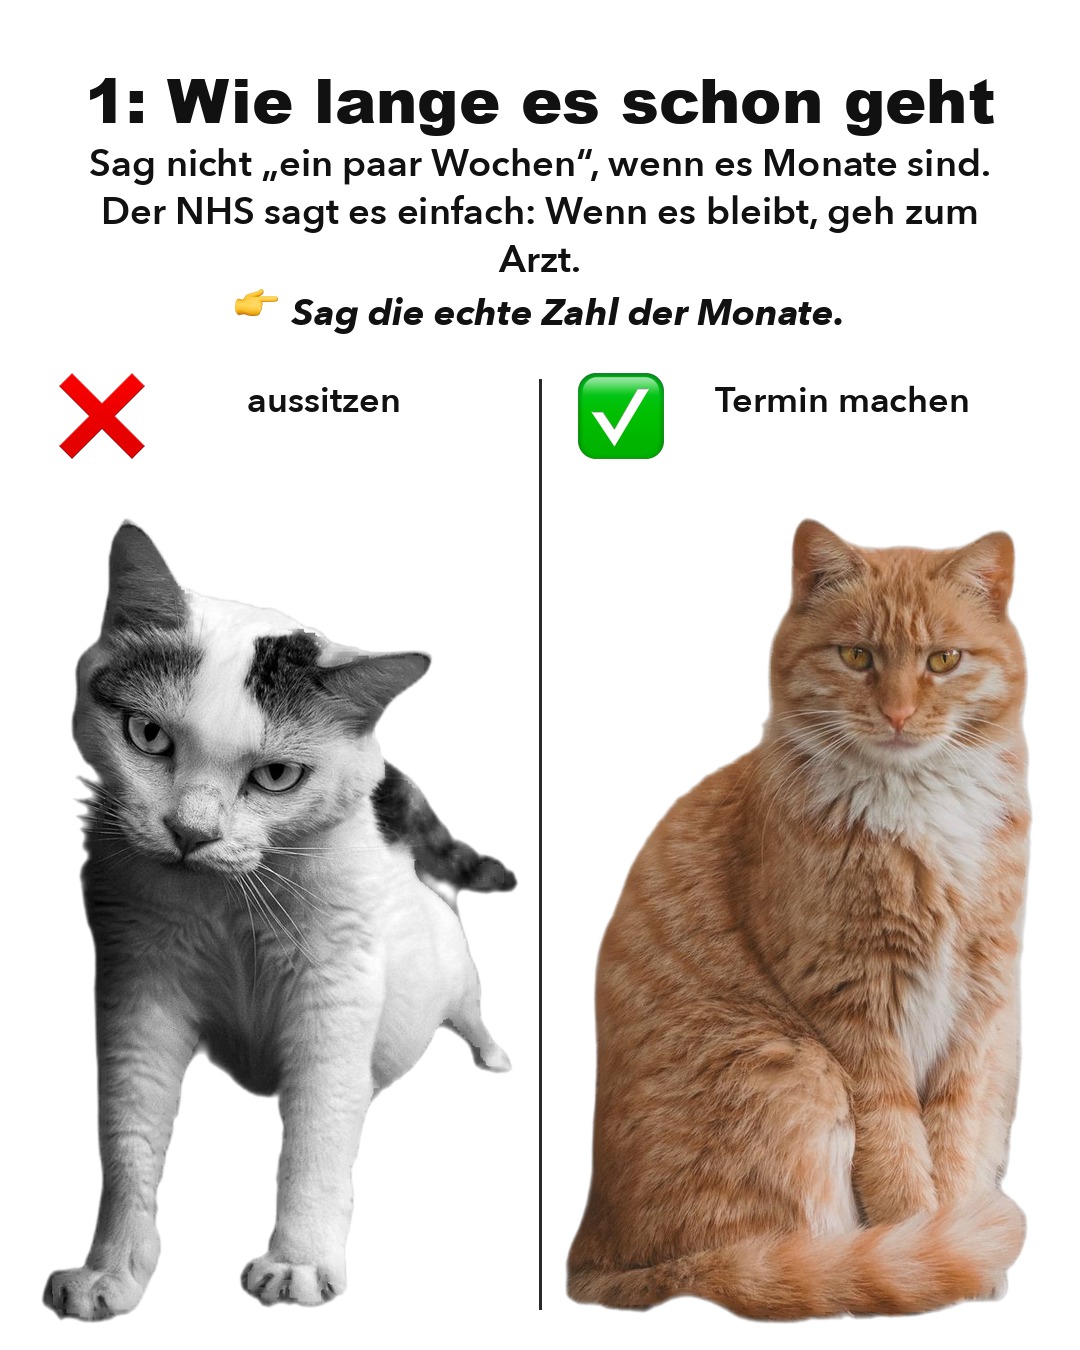 1: Wie lange es schon geht
Sag nicht „ein paar Wochen“, wenn es Monate sind.
Der NHS sagt es einfach: Wenn es bleibt, geh zum
Arzt.
👉 Sag die echte Zahl der Monate.
❌ aussitzen
✅ Termin machen